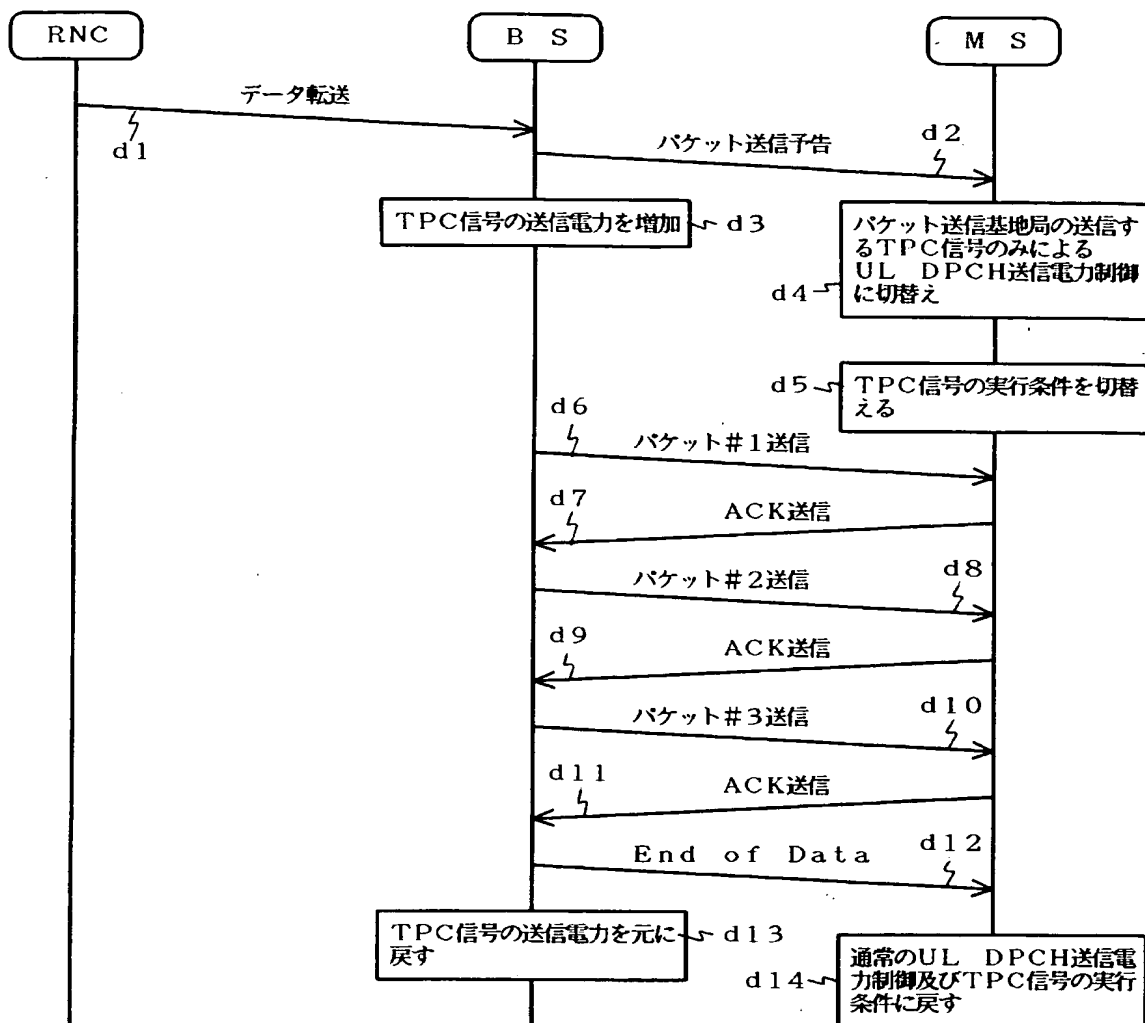 RNC
BS
MS
データ転送
d1
パケット送信予告
d2
TPC信号の送信電力を増加
d3
パケット送信基地局の送信す
るTPC信号のみによる
UL DPCH送信電力制御
に切替え
d4
d5
TPC信号の実行条件を切替
える
d6
パケット#1送信
d7
ACK送信
パケット#2送信
d8
d9
ACK送信
パケット#3送信
d10
d11
ACK送信
End of Data
d12
TPC信号の送信電力を元に
戻す
d13
通常のUL DPCH送信電
力制御及びTPC信号の実行
条件に戻す
d14